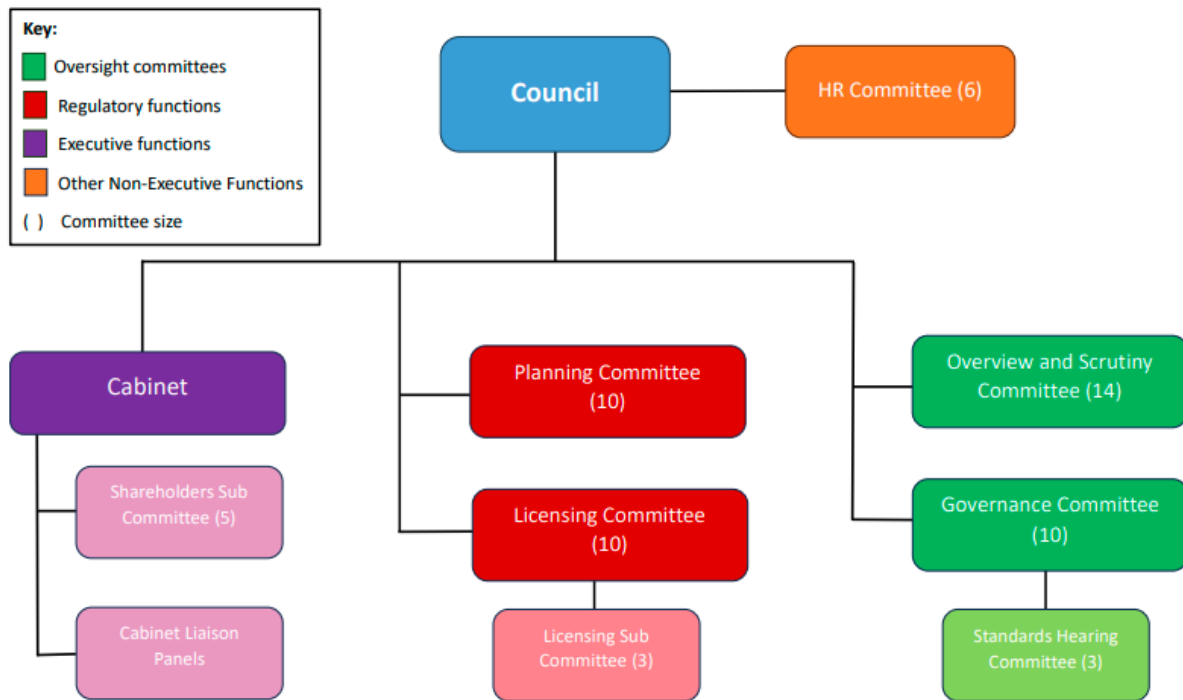 Key:
Oversight committees
Regulatory functions
Executive functions
Other Non-Executive Functions
( ) Committee size
Council
HR Committee (6)
Cabinet
Shareholders Sub
Committee (5)
Cabinet Liaison
Panels
Planning Committee
(10)
Licensing Committee
(10)
Licensing Sub
Committee (3)
Overview and Scrutiny
Committee (14)
Governance Committee
(10)
Standards Hearing
Committee (3)